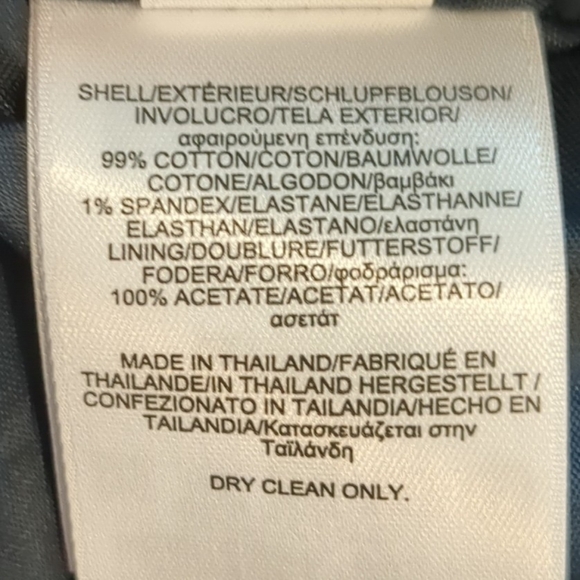 SHELL/EXTÉRIEUR/SCHLUPFBLOUSON/
INVOLUCRO/TELA EXTERIOR/
αφαιρούμενη επένδυση:
99% COTTON/COTON/BAUMWOLLE/
COTONE/ALGODON/βαμβάκι
1% SPANDEX/ELASTANE/ELASTHANNE/
ELASTHAN/ELASTANO/ελαστάνη
LINING/DOUBLURE/FUTTERSTOFF/
FODERA/FORRO/φοδράρισμα:
100% ACETATE/ACETAT/ACETATO/
ασετάτ
MADE IN THAILAND/FABRIQUÉ EN
THAILANDE/IN THAILAND HERGESTELLT /
CONFEZIONATO IN TAILANDIA/HECHO EN
TAILANDIA/Κατασκευάζεται στην
Ταϊλάνδη
DRY CLEAN ONLY.